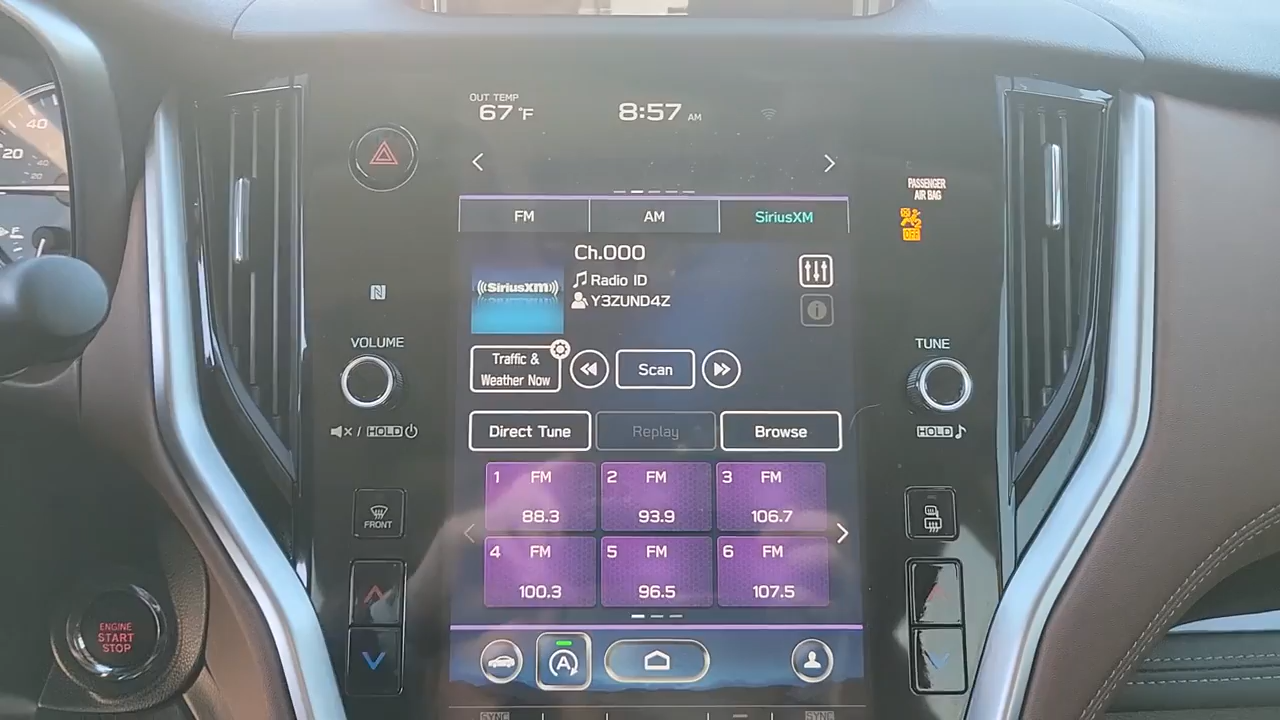 OUT TEMP
67 °F
8:57 AM
40
20
40
20
F
PASSENGER
AIR BAG
OFF
FM
AM
SiriusXM
Ch.000
((SiriusXM))
Radio ID
Y3ZUND4Z
i
N
VOLUME
TUNE
Traffic &
Weather Now
Scan
/ HOLD
HOLD
Direct Tune
Replay
Browse
1 FM
88.3
2 FM
93.9
3 FM
106.7
FRONT
4 FM
100.3
5 FM
96.5
6 FM
107.5
ENGINE
START
STOP
A
SYNC
SYNC